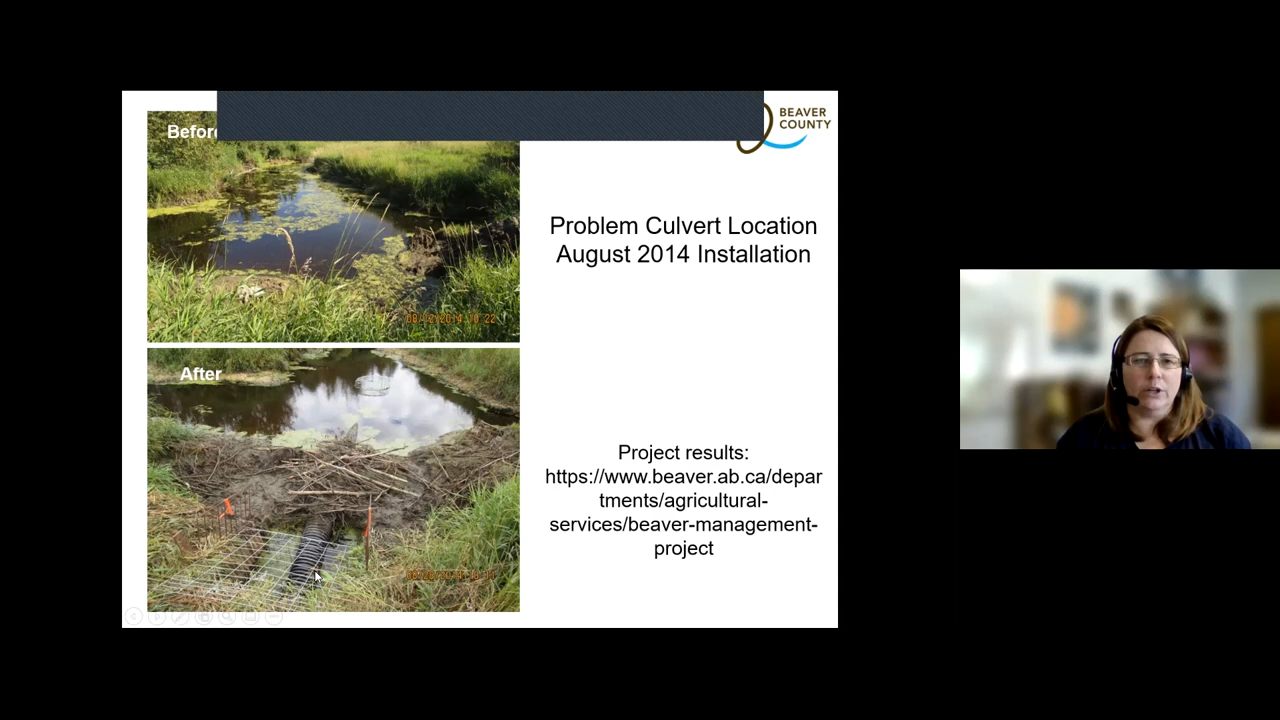 Before
BEAVER
COUNTY
Problem Culvert Location
August 2014 Installation
After
Project results:
https://www.beaver.ab.ca/depar
tments/agricultural-
services/beaver-management-
project